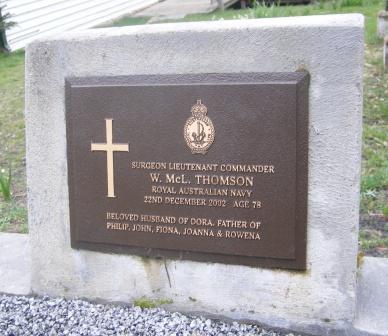 SURGEON LIEUTENANT COMMANDER
W. McL. THOMSON
ROYAL AUSTRALIAN NAVY
22ND DECEMBER 2002 AGE 78
BELOVED HUSBAND OF DORA. FATHER OF
PHILIP, JOHN, FIONA, JOANNA & ROWENA